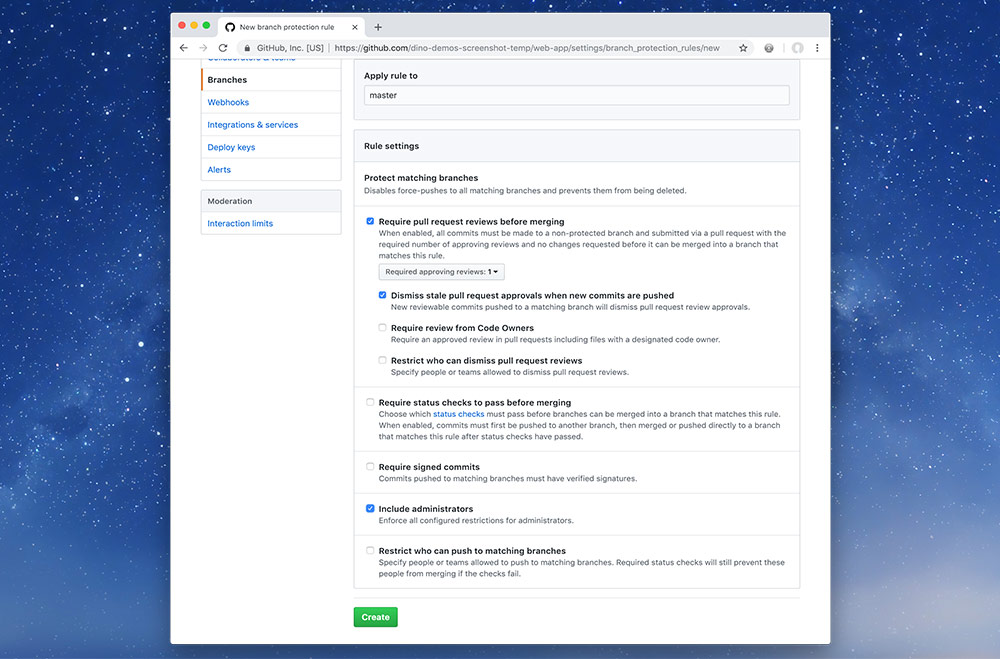 New branch protection rule
GitHub, Inc. [US] | https://github.com/dino-demos-screenshot-temp/web-app/settings/branch_protection_rules/new
Collaborators & teams
Branches
Webhooks
Integrations & services
Deploy keys
Alerts
Moderation
Interaction limits
Apply rule to
master
Rule settings
Protect matching branches
Disables force-pushes to all matching branches and prevents them from being deleted.
Require pull request reviews before merging
When enabled, all commits must be made to a non-protected branch and submitted via a pull request with the
required number of approving reviews and no changes requested before it can be merged into a branch that
matches this rule.
Required approving reviews: 1
Dismiss stale pull request approvals when new commits are pushed
New reviewable commits pushed to a matching branch will dismiss pull request review approvals.
Require review from Code Owners
Require an approved review in pull requests including files with a designated code owner.
Restrict who can dismiss pull request reviews
Specify people or teams allowed to dismiss pull request reviews.
Require status checks to pass before merging
Choose which status checks must pass before branches can be merged into a branch that matches this rule.
When enabled, commits must first be pushed to another branch, then merged or pushed directly to a branch
that matches this rule after status checks have passed.
Require signed commits
Commits pushed to matching branches must have verified signatures.
Include administrators
Enforce all configured restrictions for administrators.
Restrict who can push to matching branches
Specify people or teams allowed to push to matching branches. Required status checks will still prevent these
people from merging if the checks fail.
Create